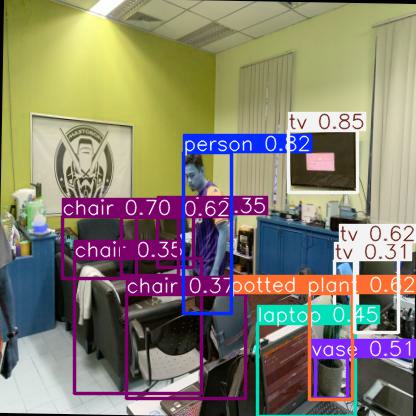 tv 0.85
person 0.82
chair 0.70 0.62 .35
tv 0.62
chair 0.35
tv 0.31
chair 0.37
potted plant 0.62
laptop 0.45
vase 0.51